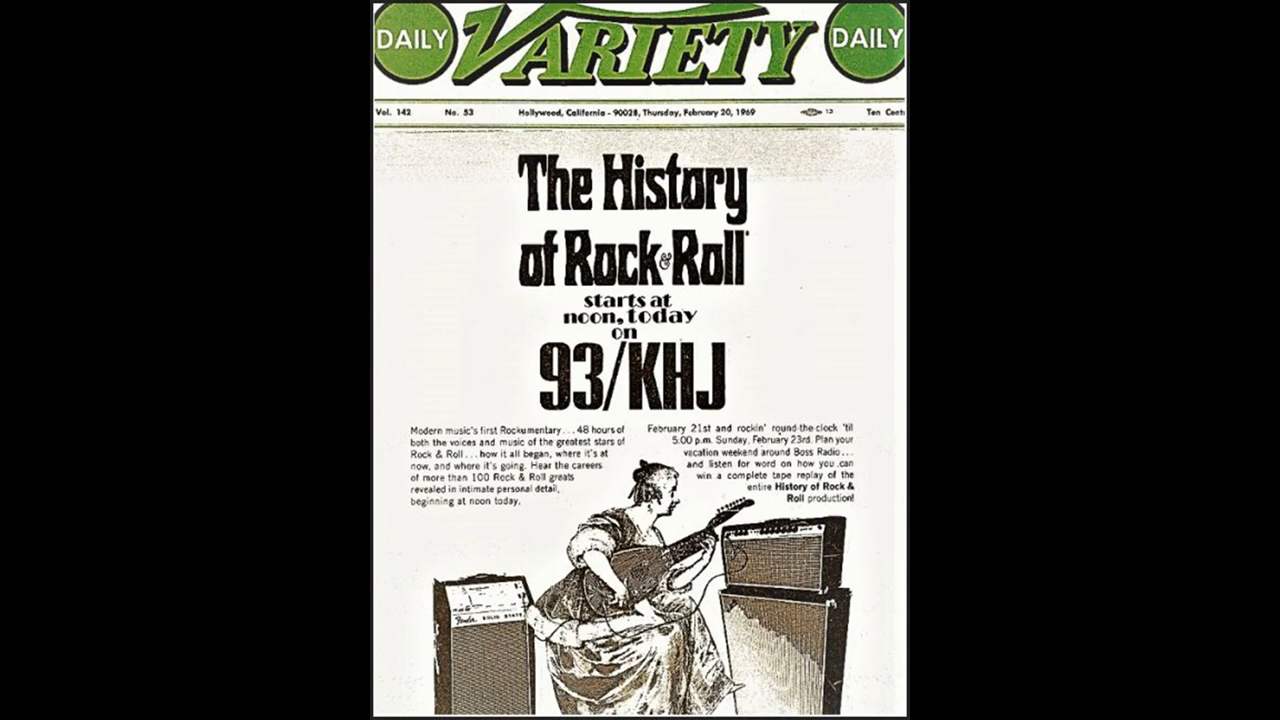 DAILY VARIETY DAILY
Vol. 142 No. 53 Hollywood, California - 90028, Thursday, February 20, 1969 13 Ten Cents
The History
of Rock & Roll
starts at
noon, today
on
93/KHJ
Modern music's first Rockumentary... 48 hours of
both the voices and music of the greatest stars of
Rock & Roll... how it all began, where it's at
now, and where it's going. Hear the careers
of more than 100 Rock & Roll greats
revealed in intimate personal detail,
beginning at noon today,
February 21st and rockin' round-the-clock 'til
5:00 p.m. Sunday, February 23rd. Plan your
vacation weekend around Boss Radio...
and listen for word on how you can
win a complete tape replay of the
entire History of Rock &
Roll production!
Fender SOLID STATE